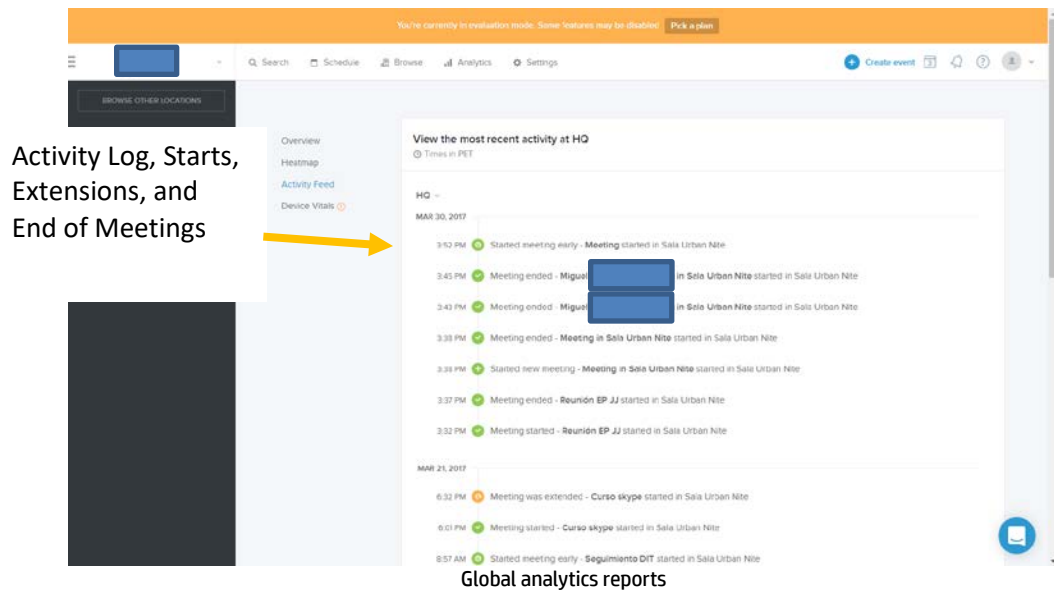 You're currently in evaluation mode. Some features may be disabled Pick a plan
Search Schedule Browse Analytics Settings Create event 3
BROWSE OTHER LOCATIONS
Activity Log, Starts,
Extensions, and
End of Meetings
Overview
Heatmap
Activity Feed
Device Vitals
View the most recent activity at HQ
Times in PET
HQ
MAR 30, 2017
3:52 PM Started meeting early - Meeting started in Sala Urban Nite
3:45 PM Meeting ended - Miguel in Sala Urban Nite started in Sala Urban Nite
3:43 PM Meeting ended - Miguel in Sala Urban Nite started in Sala Urban Nite
3:38 PM Meeting ended - Meeting in Sala Urban Nite started in Sala Urban Nite
3:38 PM Started new meeting - Meeting in Sala Urban Nite started in Sala Urban Nite
3:37 PM Meeting ended - Reunión EP JJ started in Sala Urban Nite
3:32 PM Meeting started - Reunión EP JJ started in Sala Urban Nite
MAR 21, 2017
6:32 PM Meeting was extended - Curso skype started in Sala Urban Nite
6:01 PM Meeting started - Curso skype started in Sala Urban Nite
8:57 AM Started meeting early - Seguimiento DIT started in Sala Urban Nite
Global analytics reports